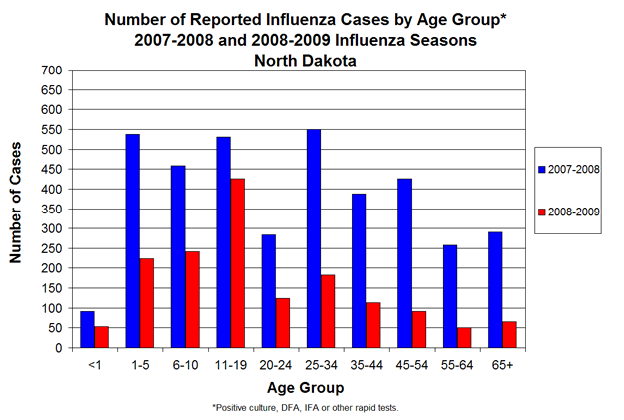 Number of Reported Influenza Cases by Age Group*
2007-2008 and 2008-2009 Influenza Seasons
North Dakota
700
650
600
550
500
450
400
350
300
250
200
150
100
50
0
Number of Cases
<1 1-5 6-10 11-19 20-24 25-34 35-44 45-54 55-64 65+
Age Group
2007-2008
2008-2009
*Positive culture, DFA, IFA or other rapid tests.